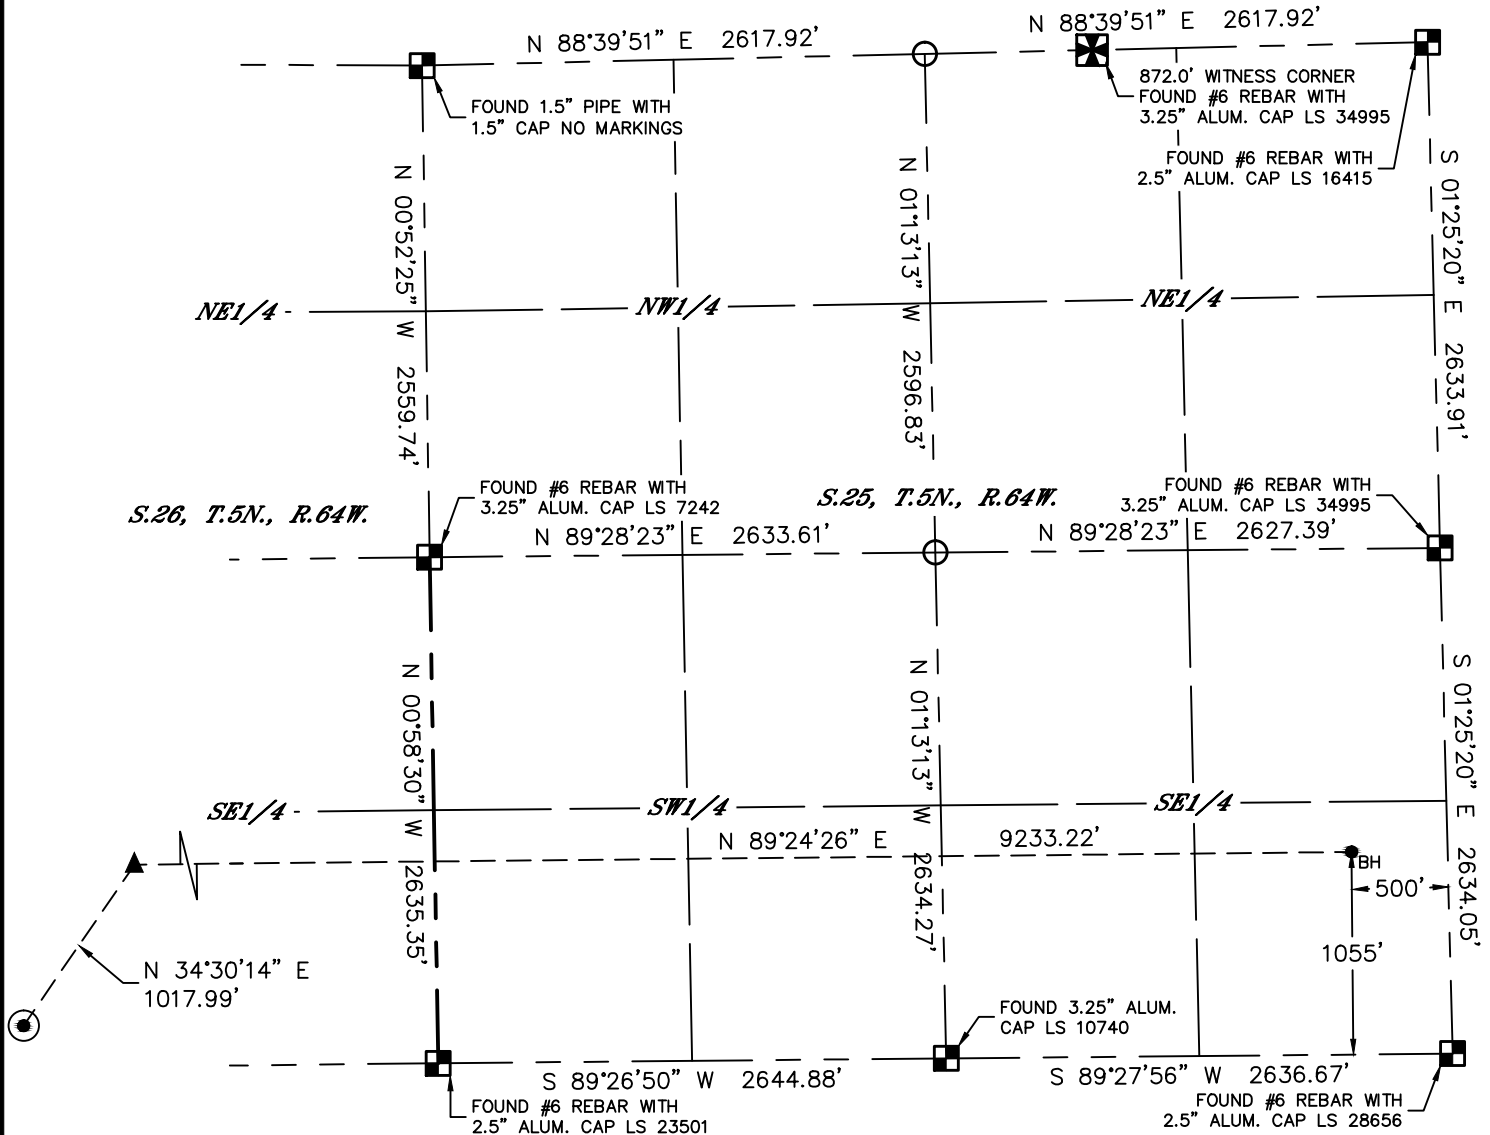 N 88°39'51" E 2617.92'
N 88°39'51" E 2617.92'
872.0' WITNESS CORNER
FOUND #6 REBAR WITH
3.25" ALUM. CAP LS 34995
FOUND 1.5" PIPE WITH
1.5" CAP NO MARKINGS
FOUND #6 REBAR WITH
2.5" ALUM. CAP LS 16415
N 00°52'25" W 2559.74'
N 01°13'13" W 2596.83'
S 01°25'20" E 2633.91'
NE1/4
NW1/4
NE1/4
S.26, T.5N., R.64W.
FOUND #6 REBAR WITH
3.25" ALUM. CAP LS 7242
S.25, T.5N., R.64W.
FOUND #6 REBAR WITH
3.25" ALUM. CAP LS 34995
N 89°28'23" E 2633.61'
N 89°28'23" E 2627.39'
N 00°58'30" W 2635.35'
N 01°13'13" W 2634.27'
S 01°25'20" E 2634.05'
SE1/4
SW1/4
SE1/4
N 89°24'26" E 9233.22'
BH
500'
1055'
N 34°30'14" E
1017.99'
FOUND 3.25" ALUM.
CAP LS 10740
S 89°26'50" W 2644.88'
S 89°27'56" W 2636.67'
FOUND #6 REBAR WITH
2.5" ALUM. CAP LS 23501
FOUND #6 REBAR WITH
2.5" ALUM. CAP LS 28656